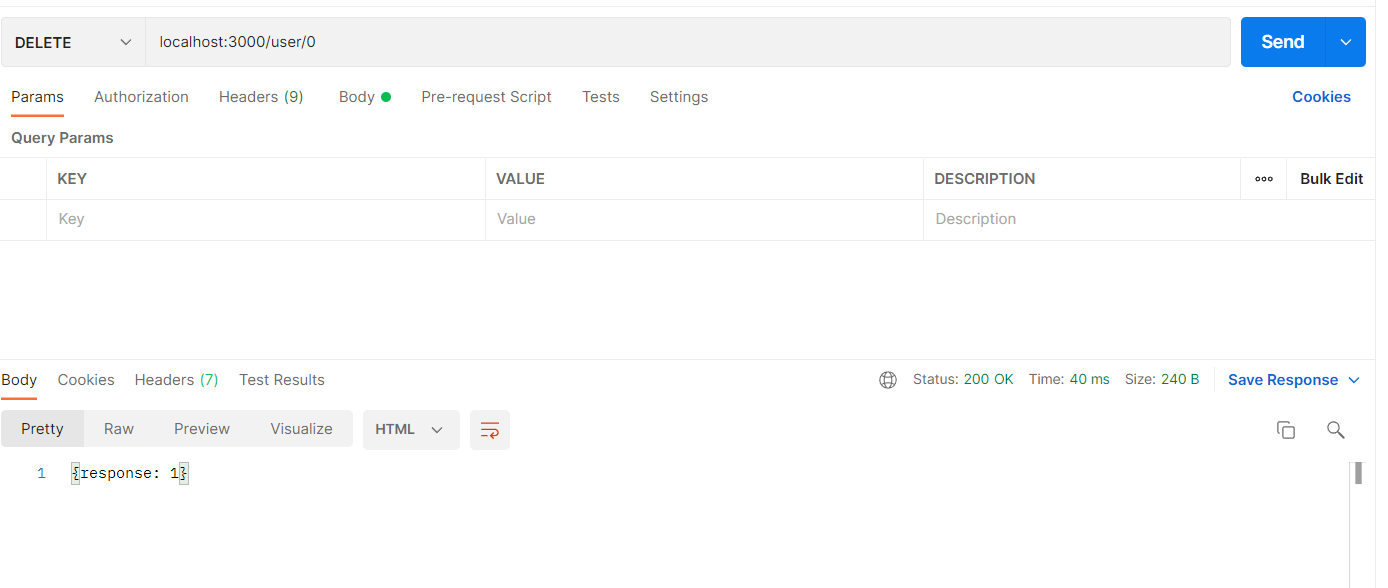 DELETE localhost:3000/user/0 Send
Params Authorization Headers (9) Body Pre-request Script Tests Settings Cookies
Query Params
KEY VALUE DESCRIPTION ooo Bulk Edit
Key Value Description
Body Cookies Headers (7) Test Results Status: 200 OK Time: 40 ms Size: 240 B Save Response
Pretty Raw Preview Visualize HTML
1 {response: 1}